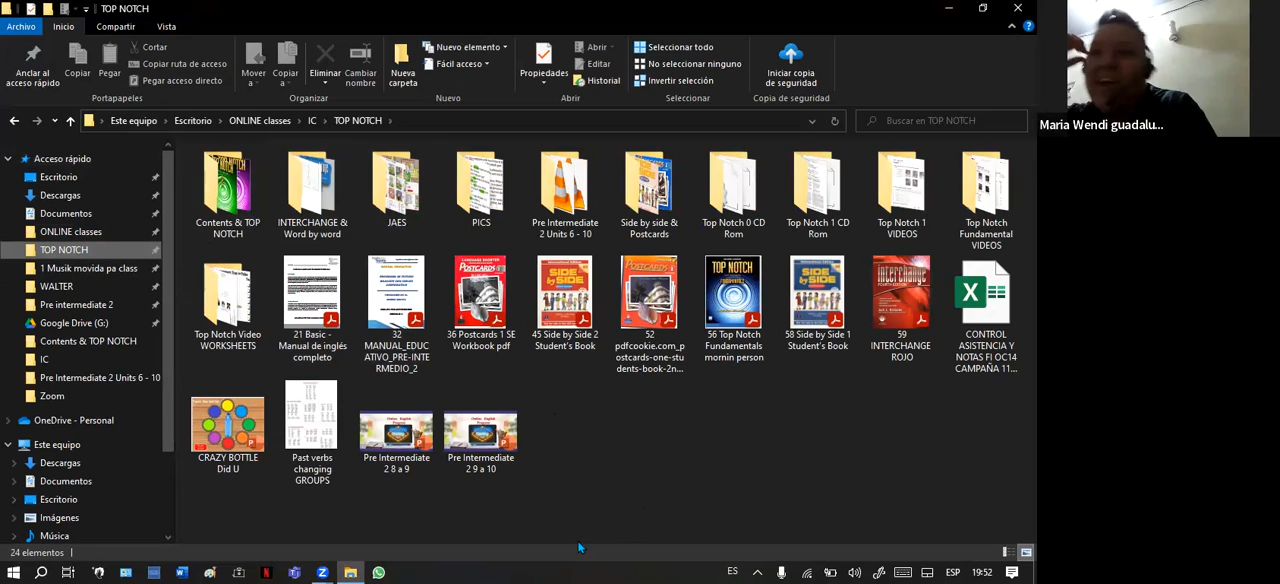 TOP NOTCH
Archivo Inicio Compartir Vista
Anclar al acceso rápido
Copiar
Pegar
Cortar
Copiar ruta de acceso
Pegar acceso directo
Portapapeles
Mover a
Copiar a
Eliminar
Cambiar nombre
Organizar
Nueva carpeta
Nuevo elemento
Fácil acceso
Nuevo
Propiedades
Abrir
Editar
Historial
Abrir
Seleccionar todo
No seleccionar ninguno
Invertir selección
Seleccionar
Iniciar copia de seguridad
Copia de seguridad
Maria Wendi guadalu...
Este equipo > Escritorio > ONLINE classes > IC > TOP NOTCH >
Buscar en TOP NOTCH
Acceso rápido
Escritorio
Descargas
Documentos
ONLINE classes
TOP NOTCH
1 Musik movida pa class
WALTER
Pre intermediate 2
Google Drive (G:)
Contents & TOP NOTCH
IC
Pre Intermediate 2 Units 6 - 10
Zoom
OneDrive - Personal
Este equipo
Descargas
Documentos
Escritorio
Imágenes
Música
Contents & TOP
NOTCH
INTERCHANGE &
Word by word
JAES
PICS
Pre Intermediate
2 Units 6 - 10
Side by side &
Postcards
Top Notch 0 CD
Rom
Top Notch 1 CD
Rom
Top Notch 1
VIDEOS
Top Notch
Fundamental
VIDEOS
Top Notch Video
WORKSHEETS
21 Basic -
Manual de inglés
completo
32
MANUAL_EDUC
ATIVO_PRE-INTE
RMEDIO_2
36 Postcards 1 SE
Workbook pdf
45 Side by Side 2
Student's Book
52
pdfcookie.com_p
ostcards-one-stu
dents-book-2n...
56 Top Notch
Fundamentals
mornin person
58 Side by Side 1
Student's Book
59
INTERCHANGE
ROJO
CONTROL
ASISTENCIA Y
NOTAS FI OC14
CAMPAÑA 11...
CRAZY BOTTLE
Did U
Past verbs
changing
GROUPS
Pre Intermediate
2 8 a 9
Pre Intermediate
2 9 a 10
24 elementos
ES
ESP
19:52